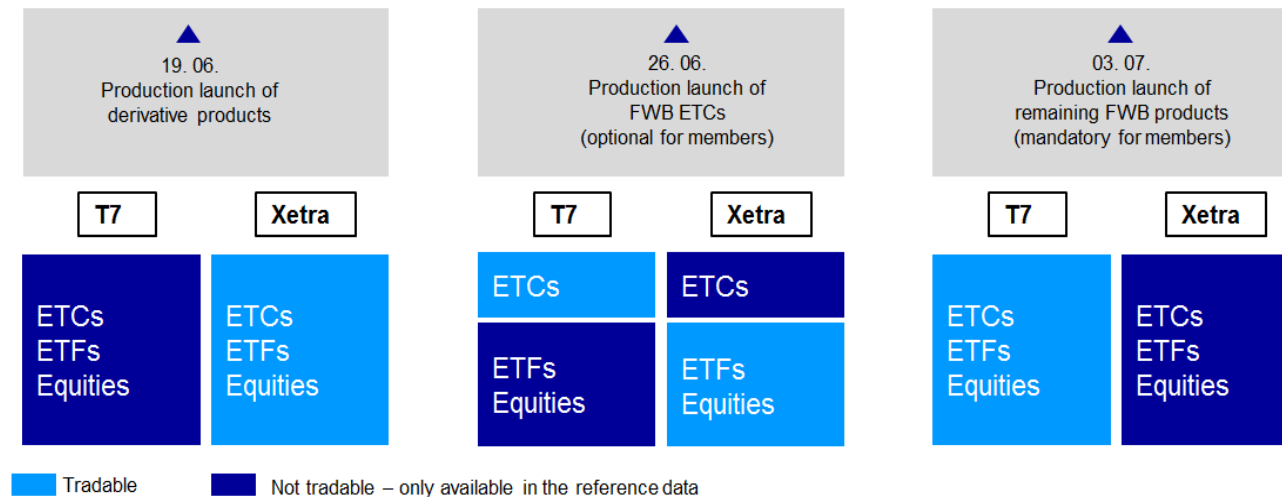 19. 06.
Production launch of
derivative products
26. 06.
Production launch of
FWB ETCs
(optional for members)
03. 07.
Production launch of
remaining FWB products
(mandatory for members)
T7
Xetra
T7
Xetra
T7
Xetra
ETCs
ETFs
Equities
ETCs
ETFs
Equities
ETCs
ETFs
Equities
ETCs
ETFs
Equities
ETCs
ETFs
Equities
ETCs
ETFs
Equities
Tradable
Not tradable – only available in the reference data